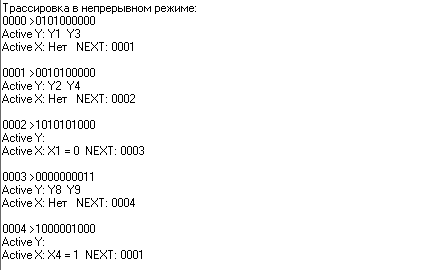 Трассировка в непрерывном режиме:
0000 >0101000000
Active Y: Y1 Y3
Active X: Нет NEXT: 0001
0001 >0010100000
Active Y: Y2 Y4
Active X: Нет NEXT: 0002
0002 >1010101000
Active Y:
Active X: X1 = 0 NEXT: 0003
0003 >0000000011
Active Y: Y8 Y9
Active X: Нет NEXT: 0004
0004 >1000001000
Active Y:
Active X: X4 = 1 NEXT: 0001